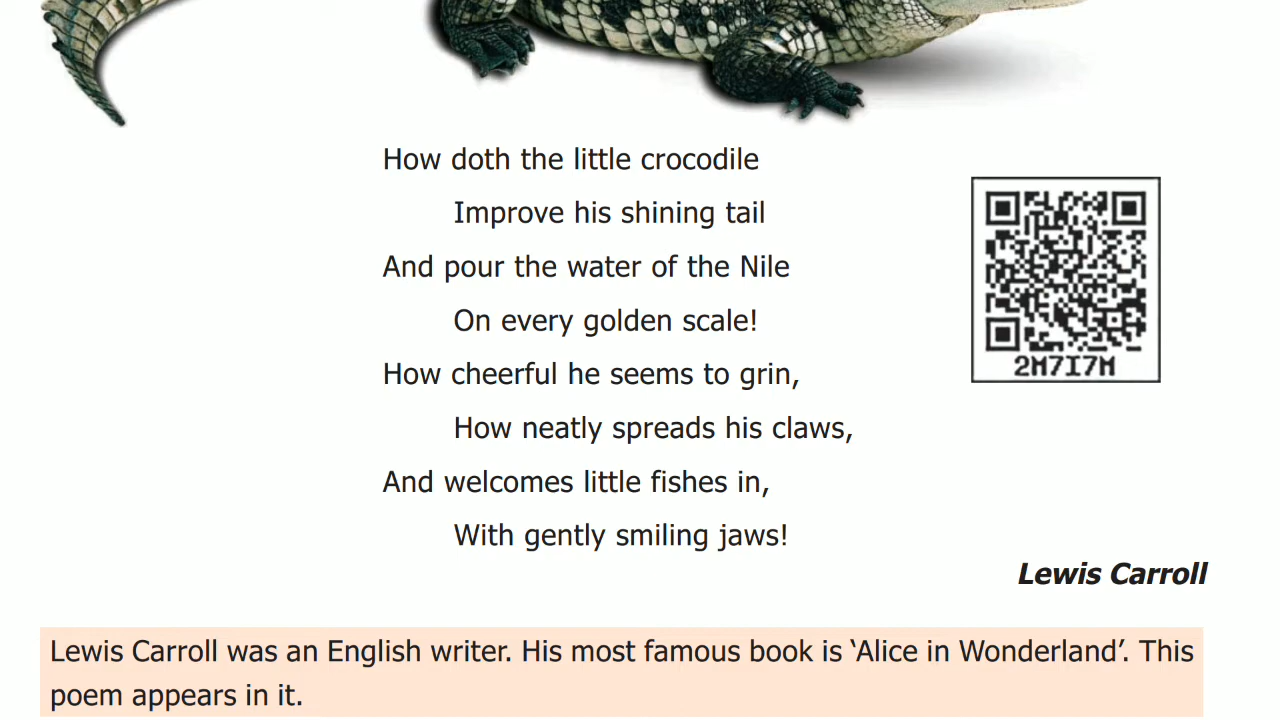 How doth the little crocodile
Improve his shining tail
And pour the water of the Nile
On every golden scale!
How cheerful he seems to grin,
How neatly spreads his claws,
And welcomes little fishes in,
With gently smiling jaws!
2M7I7M
Lewis Carroll
Lewis Carroll was an English writer. His most famous book is ‘Alice in Wonderland’. This
poem appears in it.